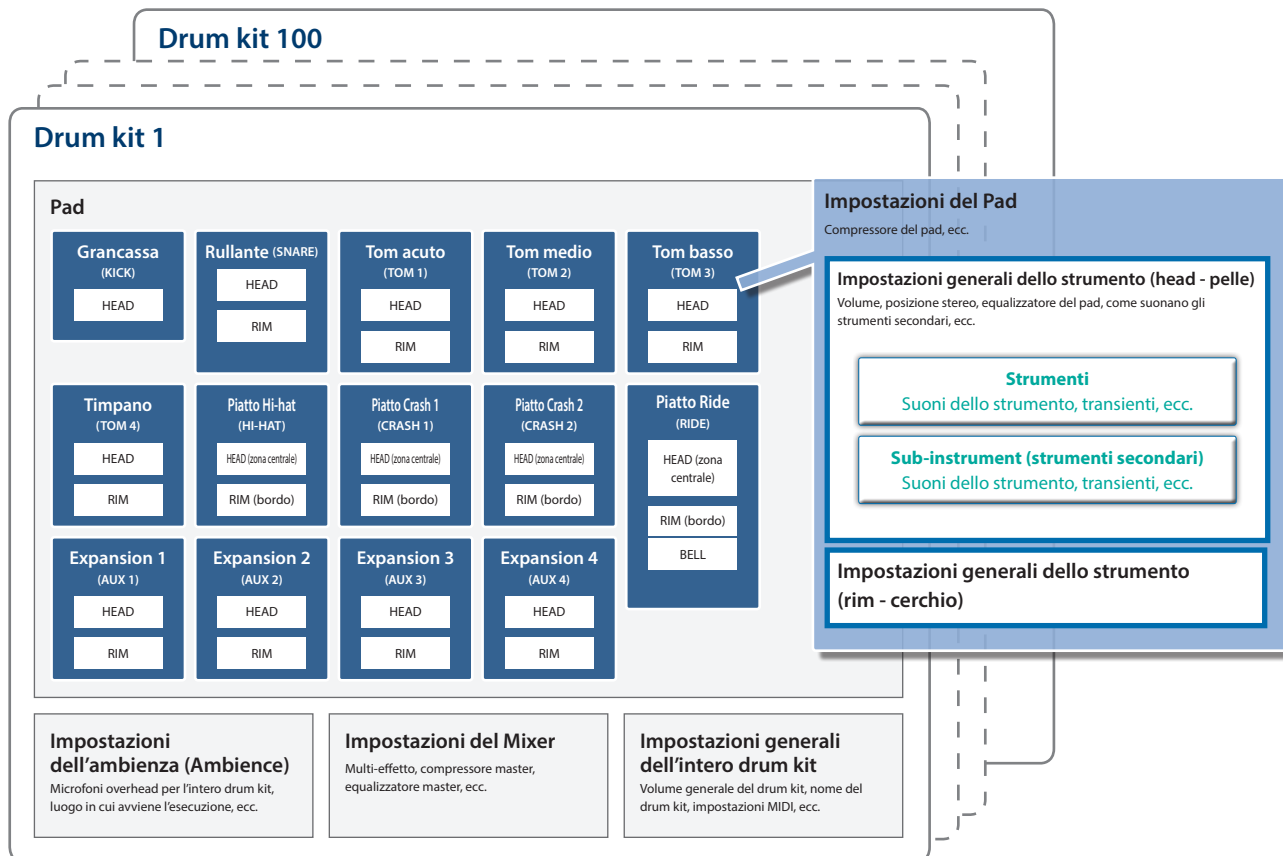 Drum kit 100
Drum kit 1
Pad
Grancassa
(KICK)
HEAD
Rullante (SNARE)
HEAD
RIM
Tom acuto
(TOM 1)
HEAD
RIM
Tom medio
(TOM 2)
HEAD
RIM
Tom basso
(TOM 3)
HEAD
RIM
Timpano
(TOM 4)
HEAD
RIM
Piatto Hi-hat
(HI-HAT)
HEAD (zona centrale)
RIM (bordo)
Piatto Crash 1
(CRASH 1)
HEAD (zona centrale)
RIM (bordo)
Piatto Crash 2
(CRASH 2)
HEAD (zona centrale)
RIM (bordo)
Piatto Ride
(RIDE)
HEAD (zona
centrale)
RIM (bordo)
BELL
Expansion 1
(AUX 1)
HEAD
RIM
Expansion 2
(AUX 2)
HEAD
RIM
Expansion 3
(AUX 3)
HEAD
RIM
Expansion 4
(AUX 4)
HEAD
RIM
Impostazioni del Pad
Compressore del pad, ecc.
Impostazioni generali dello strumento (head - pelle)
Volume, posizione stereo, equalizzatore del pad, come suonano gli
strumenti secondari, ecc.
Strumenti
Suoni dello strumento, transienti, ecc.
Sub-instrument (strumenti secondari)
Suoni dello strumento, transienti, ecc.
Impostazioni generali dello strumento
(rim - cerchio)
Impostazioni
dell’ambienza (Ambience)
Microfoni overhead per l’intero drum kit,
luogo in cui avviene l’esecuzione, ecc.
Impostazioni del Mixer
Multi-effetto, compressore master,
equalizzatore master, ecc.
Impostazioni generali
dell’intero drum kit
Volume generale del drum kit, nome del
drum kit, impostazioni MIDI, ecc.